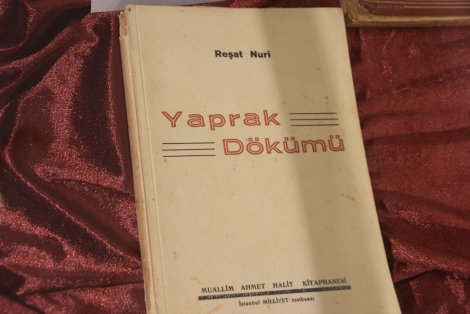 Reşat Nuri
Yaprak
Dökümü
MUALLİM AHMET HALİT KİTAPHANESİ
İstanbul MİLLİYET matbaası